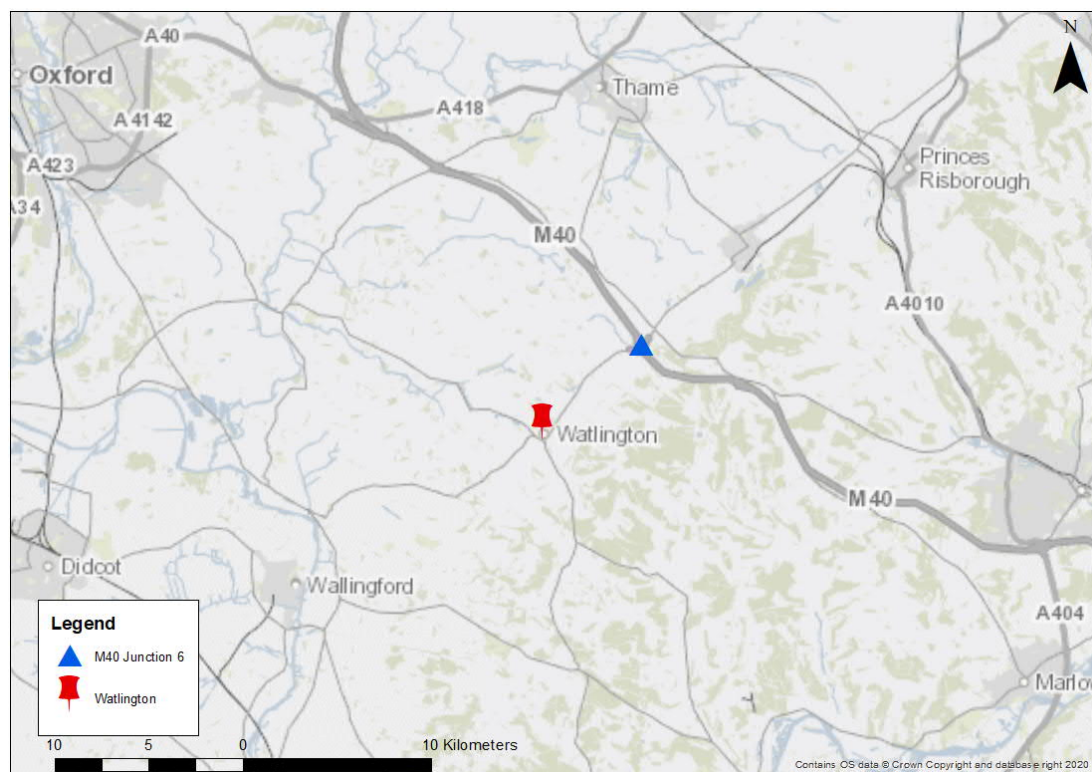 A40
N
Oxford
Thame
A418
A4142
A423
Princes
Risborough
A34
M40
A4010
Watlington
M40
Didcot
Wallingford
A404
Legend
M40 Junction 6
Marlow
Watlington
10 5 0 10 Kilometers
Contains OS data © Crown Copyright and database right 2020